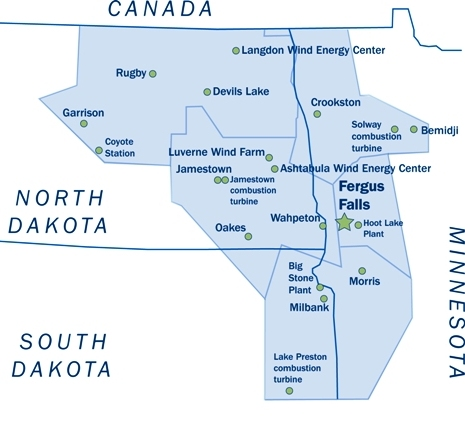 CANADA
Langdon Wind Energy Center
Rugby
Devils Lake
Garrison
Crookston
Solway
combustion
turbine
Bemidji
Coyote
Station
Luverne Wind Farm
Jamestown
Ashtabula Wind Energy Center
Jamestown
combustion
turbine
Fergus
Falls
NORTH
DAKOTA
Wahpeton
Hoot Lake
Plant
Oakes
MINNESOTA
Big
Stone
Plant
Morris
Milbank
SOUTH
DAKOTA
Lake Preston
combustion
turbine